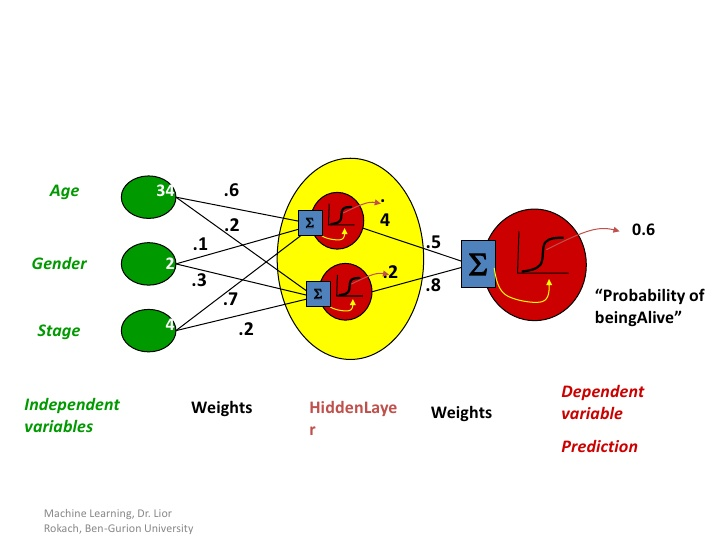 Age
34
.6
.2
.
4
.1
Gender
2
.3
.7
.2
Stage
4
.2
Σ
Σ
.5
.8
Σ
0.6
“Probability of
beingAlive”
Independent
variables
Weights
HiddenLaye
r
Weights
Dependent
variable
Prediction
Machine Learning, Dr. Lior
Rokach, Ben-Gurion University